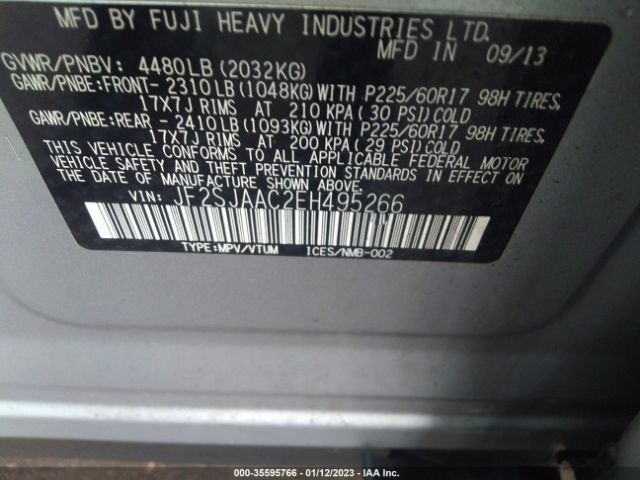 MFD BY FUJI HEAVY INDUSTRIES LTD.
MFD IN 09/13
GVWR/PNBV: 4480LB (2032KG)
GAWR/PNBE: FRONT- 2310LB (1048KG) WITH P225/60R17 98H TIRES,
17X7J RIMS AT 210 KPA (30 PSI) COLD
GAWR/PNBE: REAR - 2410LB (1093KG) WITH P225/60R17 98H TIRES,
17X7J RIMS AT 200 KPA (29 PSI) COLD
THIS VEHICLE CONFORMS TO ALL APPLICABLE FEDERAL MOTOR
VEHICLE SAFETY AND THEFT PREVENTION STANDARDS IN EFFECT ON
THE DATE OF MANUFACTURE SHOWN ABOVE.
VIN: JF2SJAAC2EH495266
TYPE: MPV/VTUM ICES/NMB-002
000-35595766 - 01/12/2023 - IAA Inc.